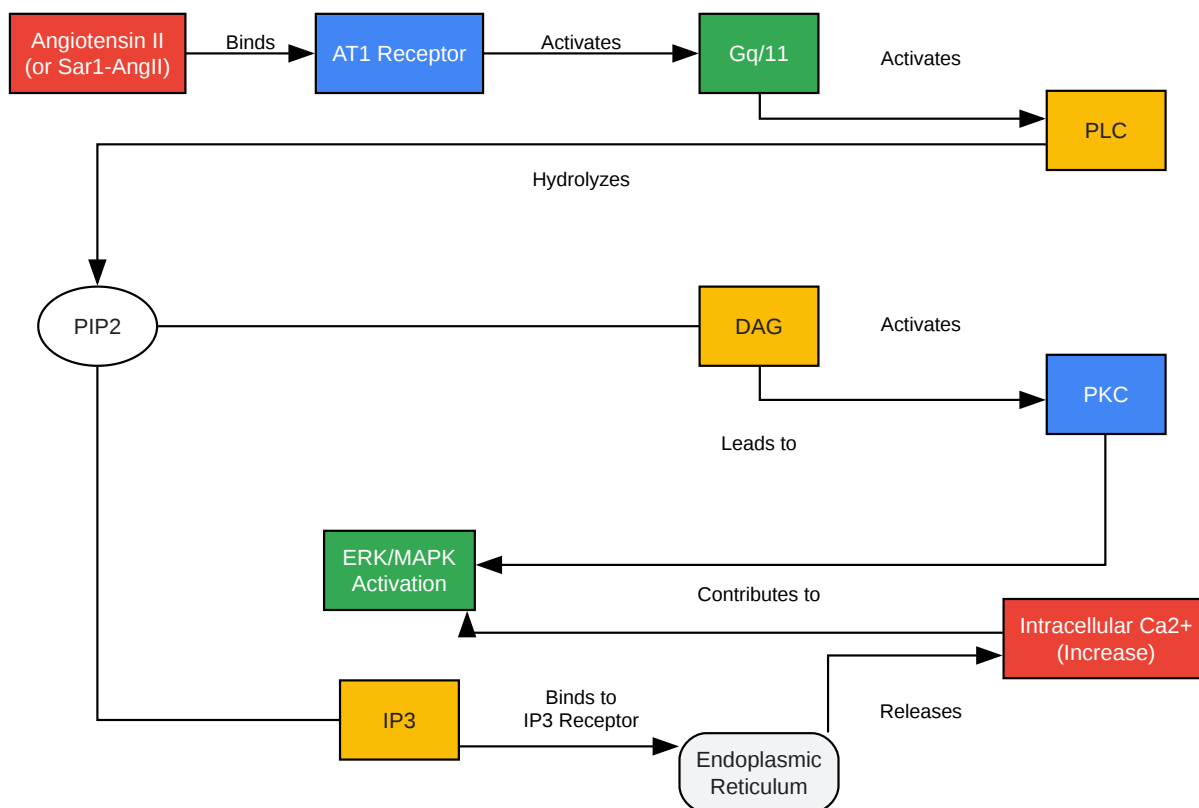 Angiotensin II
(or Sar1-AngII)
Binds
AT1 Receptor
Activates
Gq/11
Activates
PLC
Hydrolyzes
PIP2
DAG
Activates
PKC
Leads to
ERK/MAPK
Activation
Contributes to
Intracellular Ca2+
(Increase)
IP3
Binds to
IP3 Receptor
Releases
Endoplasmic
Reticulum